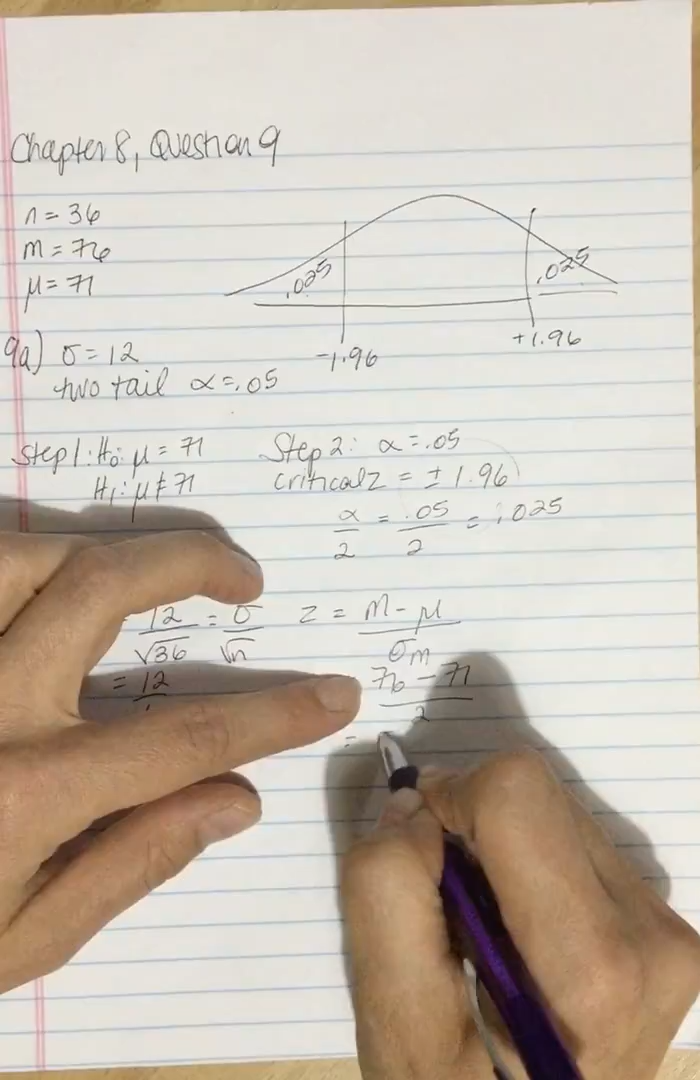 Chapter 8, Question 9
n = 36
m = 76
μ = 71
.025
.025
-1.96
+1.96
9a) σ = 12
two tail α = .05
Step 1: H₀: μ = 71
H₁: μ ≠ 71
Step 2: α = .05
critical z = ± 1.96
α/2 = .05/2 = .025
= 12/√36 = σ/√n
= 12/
z = m - μ/σm
76 - 71/2
=